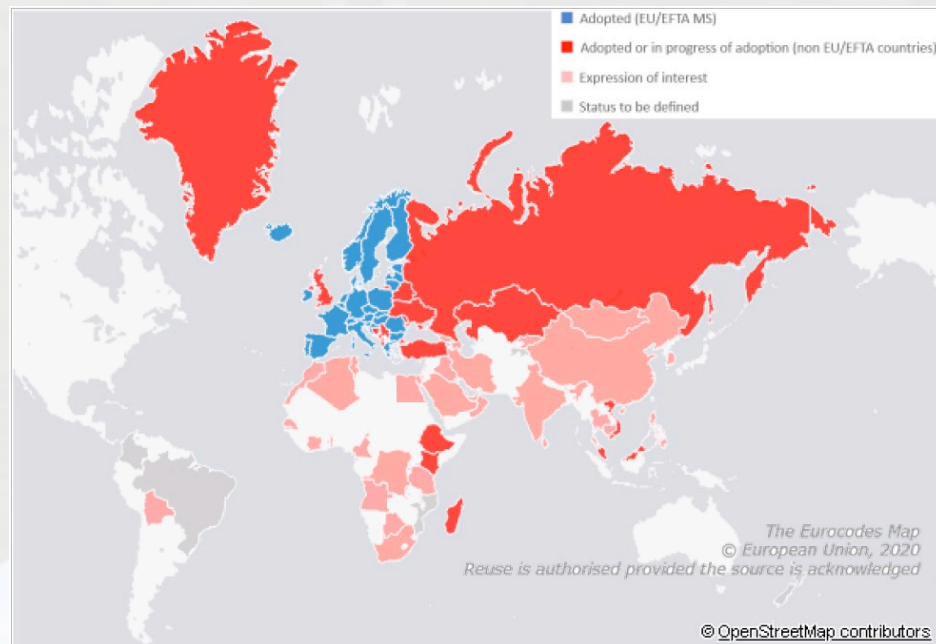 Adopted (EU/EFTA MS)
Adopted or in progress of adoption (non EU/EFTA countries)
Expression of interest
Status to be defined
The Eurocodes Map
© European Union, 2020
Reuse is authorised provided the source is acknowledged
© OpenStreetMap contributors